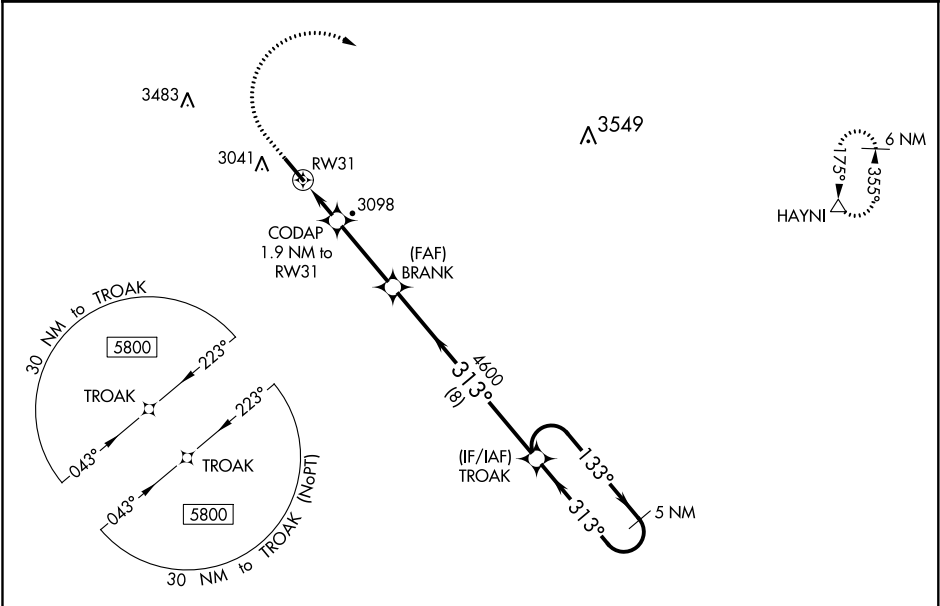 3483
3549
3041
RW31
6 NM
175°
355°
HAYNI
3098
CODAP
1.9 NM to
RW31
(FAF)
BRANK
30 NM to TROAK
5800
223°
TROAK
043°
4600
313°
(8)
223°
TROAK
043°
5800
30 NM to TROAK (NoPT)
(IF/IAF)
TROAK
133°
313°
5 NM